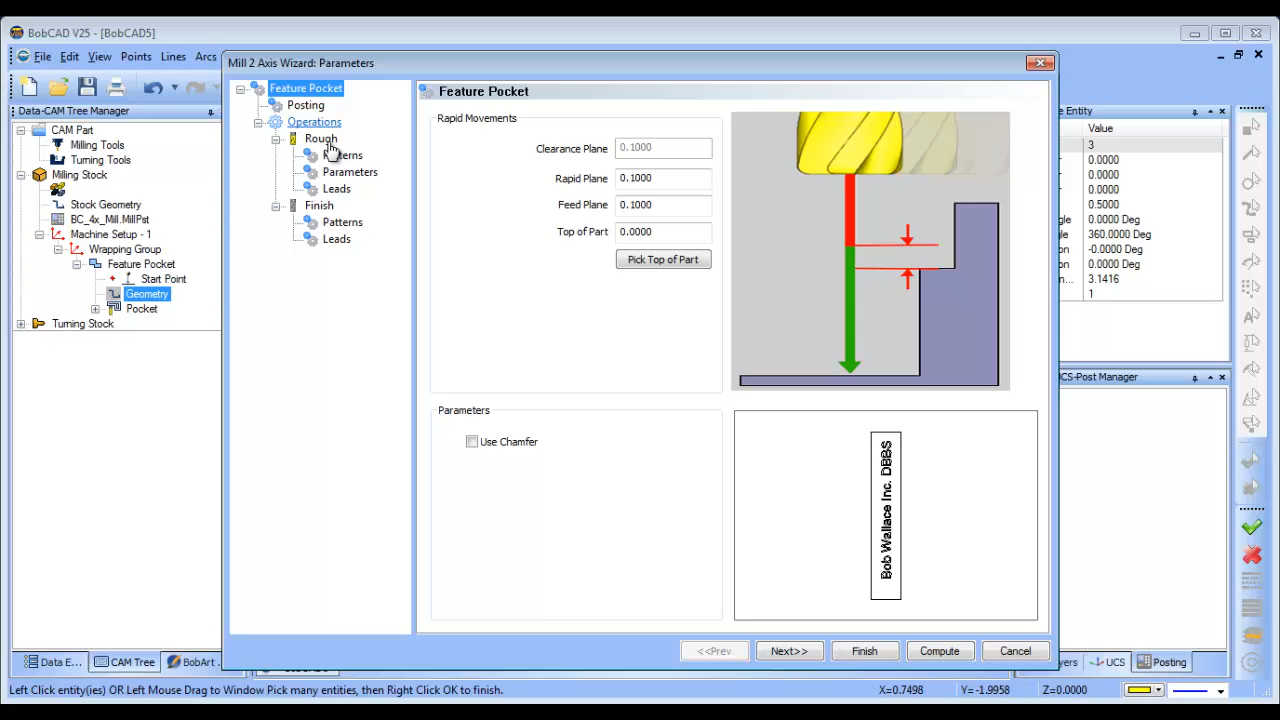 BobCAD V25 - [BobCAD5]
File Edit View Points Lines Arcs
Data-CAM Tree Manager
CAM Part
Milling Tools
Turning Tools
Milling Stock
Stock Geometry
BC_4x_Mill.MillPst
Machine Setup - 1
Wrapping Group
Feature Pocket
Start Point
Geometry
Pocket
Turning Stock
Data E... CAM Tree BobArt
Mill 2 Axis Wizard: Parameters
Feature Pocket
Posting
Operations
Rough
Patterns
Parameters
Leads
Finish
Patterns
Leads
Feature Pocket
Rapid Movements
Clearance Plane 0.1000
Rapid Plane 0.1000
Feed Plane 0.1000
Top of Part 0.0000
Pick Top of Part
Parameters
Use Chamfer
Bob Wallace Inc. DBBS
<<Prev Next>> Finish Compute Cancel
Entity
Value
3
0.0000
0.0000
0.0000
0.5000
gle 0.0000 Deg
gle 360.0000 Deg
on -0.0000 Deg
on 0.0000 Deg
n... 3.1416
1
UCS-Post Manager
yers UCS Posting
Left Click entity(ies) OR Left Mouse Drag to Window Pick many entities, then Right Click OK to finish.
X=0.7498 Y=-1.9958 Z=0.0000